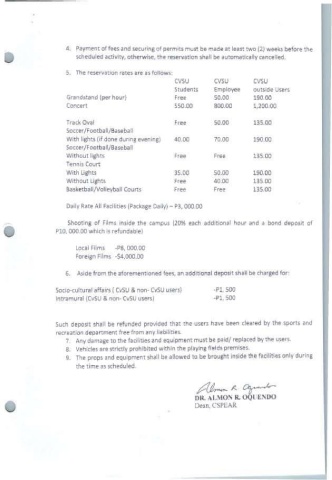 4. Payment of fees and securing of permits must be made at least two (2) weeks before the
scheduled activity, otherwise, the reservation shall be automatically cancelled.
5. The reservation rates are as follows:
CVSU CVSU CVSU
Students Employee outside Users
Grandstand (per hour) Free 50.00 190.00
Concert 550.00 800.00 1,200.00
Track Oval Free 50.00 135.00
Soccer/Football/Baseball
With lights (if done during evening) 40.00 70.00 190.00
Soccer/Football/Baseball
Without lights Free Free 135.00
Tennis Court
With Lights 35.00 50.00 190.00
Without Lights Free 40.00 135.00
Basketball/Volleyball Courts Free Free 135.00
Daily Rate All Facilities (Package Daily) – P3, 000.00
Shooting of Films inside the campus (20% each additional hour and a bond deposit of
P10, 000.00 which is refundable)
Local Films -P8, 000.00
Foreign Films -$4,000.00
6. Aside from the aforementioned fees, an additional deposit shall be charged for:
Socio-cultural affairs ( CvSU & non- CvSU users) -P1, 500
Intramural (CvSU & non- CvSU users) -P1, 500
Such deposit shall be refunded provided that the users have been cleared by the sports and
recreation department free from any liabilities.
7. Any damage to the facilities and equipment must be paid/ replaced by the users.
8. Vehicles are strictly prohibited within the playing fields premises.
9. The props and equipment shall be allowed to be brought inside the facilities only during
the time as scheduled.
Almon R. Oquendo
DR. ALMON R. OQUENDO
Dean, CSPEAR